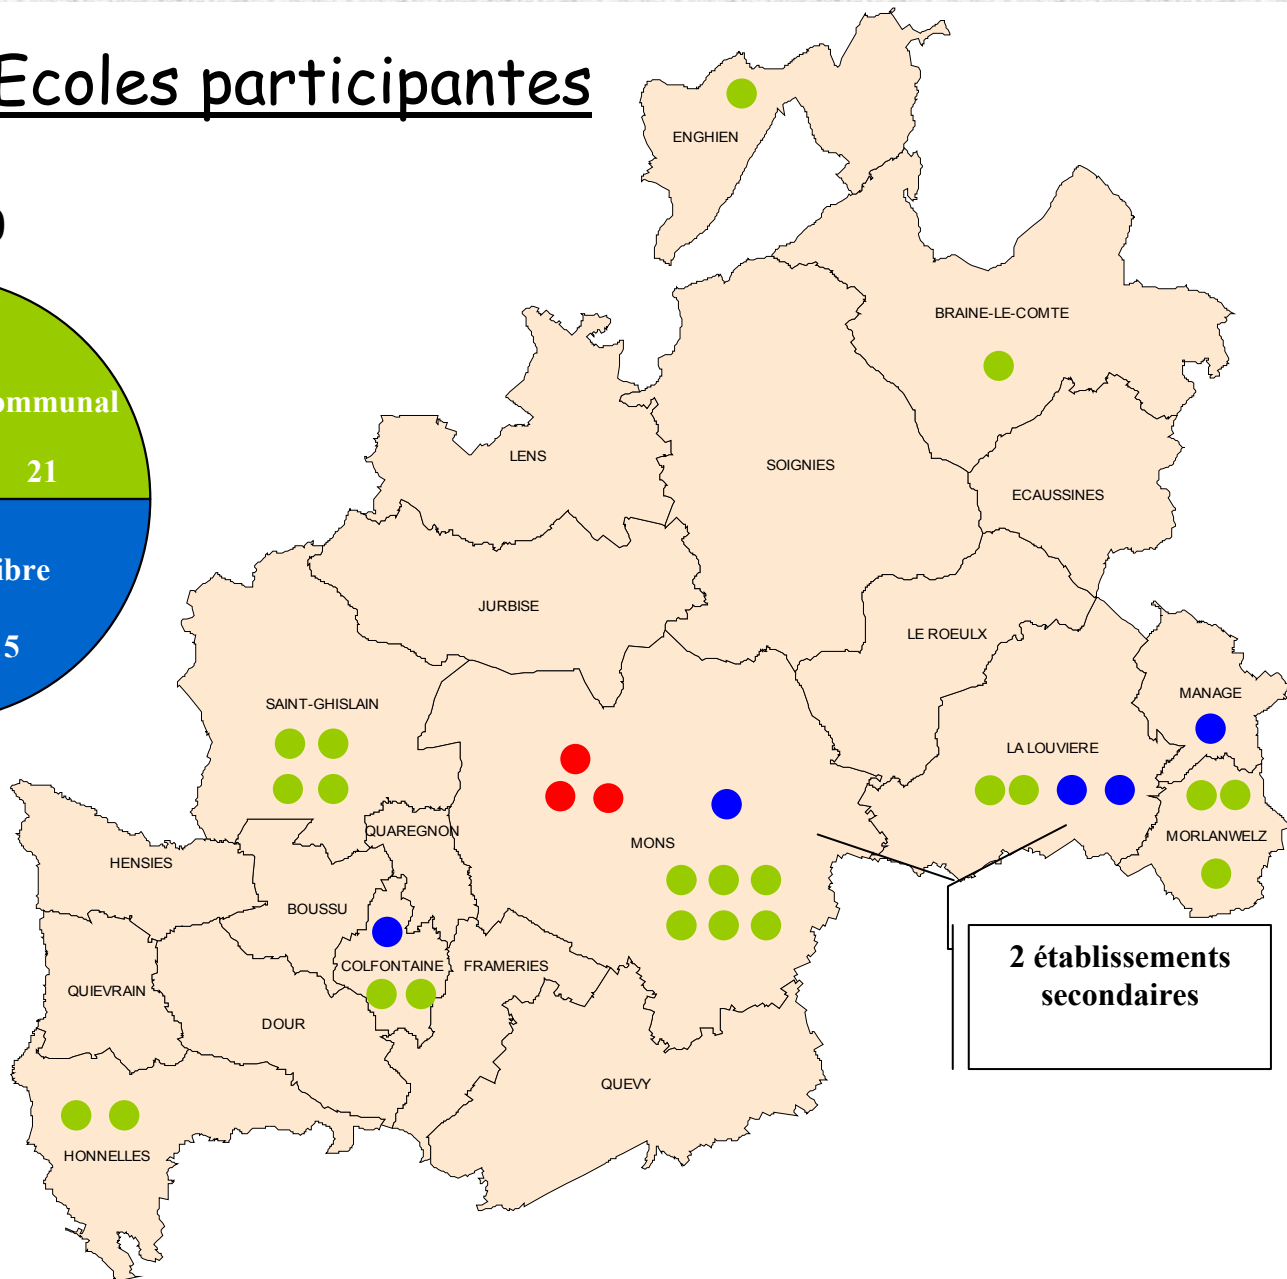 Ecoles participantes
ENGHIEN
BRAINE-LE-COMTE
ommunal
21
LENS
SOIGNIES
ECAUSSINES
ibre
5
JURBISE
LE ROEULX
MANAGE
SAINT-GHISLAIN
LA LOUVIERE
QUAREGNON
MONS
MORLANWELZ
HENSIES
BOUSSU
COLFONTAINE
FRAMERIES
2 établissements
secondaires
QUIEVRAIN
DOUR
QUEVY
HONNELLES